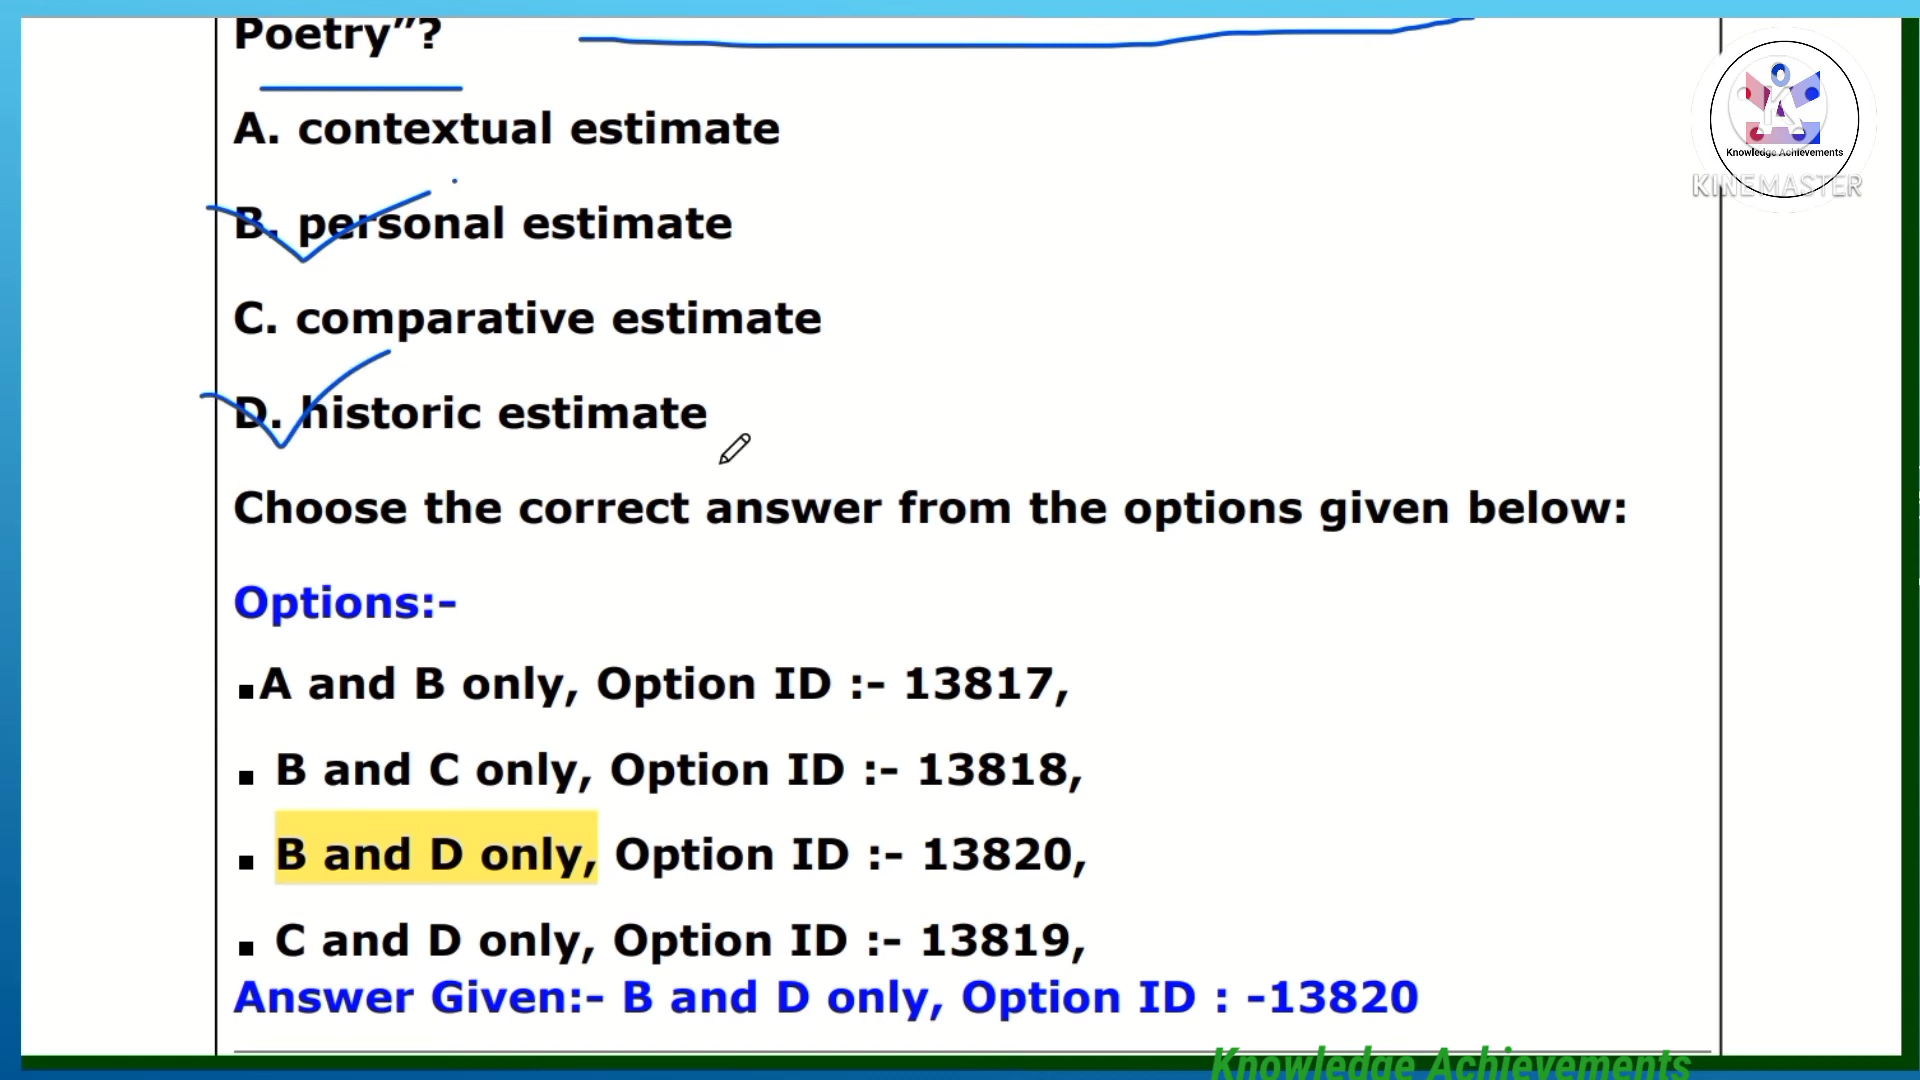 Poetry”?
A. contextual estimate
B. personal estimate
C. comparative estimate
D. historic estimate
Choose the correct answer from the options given below:
Options:-
▪A and B only, Option ID :- 13817,
▪ B and C only, Option ID :- 13818,
▪ B and D only, Option ID :- 13820,
▪ C and D only, Option ID :- 13819,
Answer Given:- B and D only, Option ID : -13820
Knowledge Achievements
KINEMASTER
Knowledge Achievements